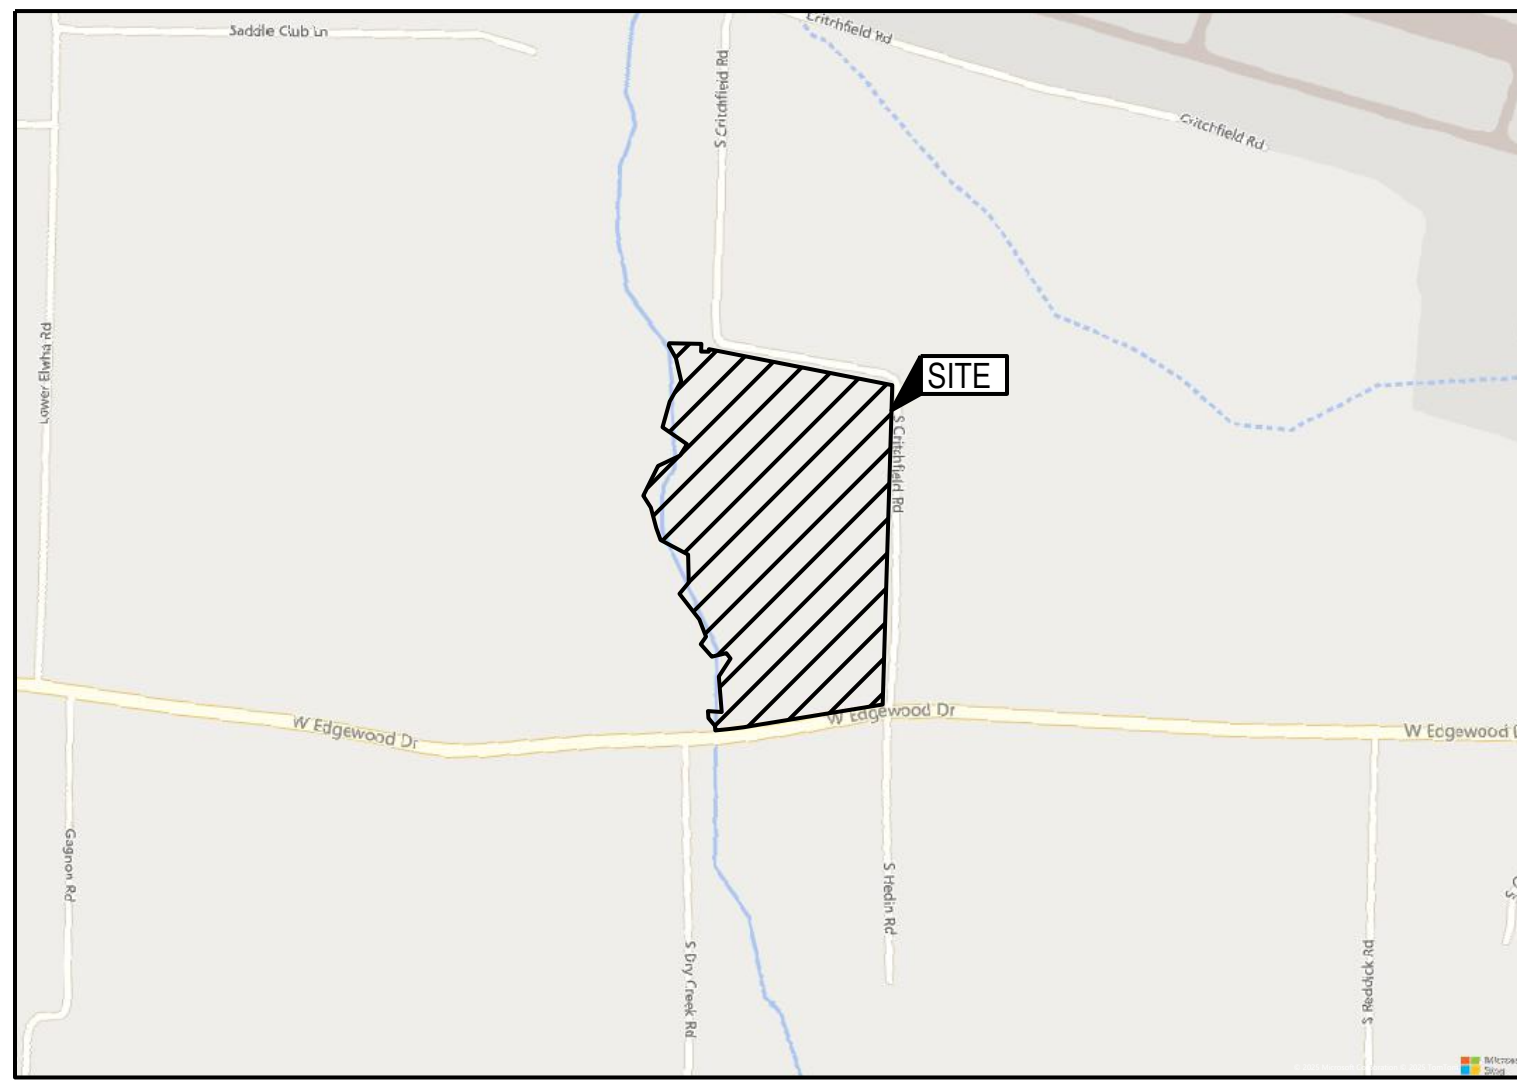 Saddle Club Ln
Critchfield Rd
S Critchfield Rd
Critchfield Rd
Lower Elwha Rd
SITE
S Critchfield Rd
W Edgewood Dr
W Edgewood Dr
W Edgewood
Gagnon Rd
S Hedin Rd
S Dry Creek Rd
S Reddick Rd